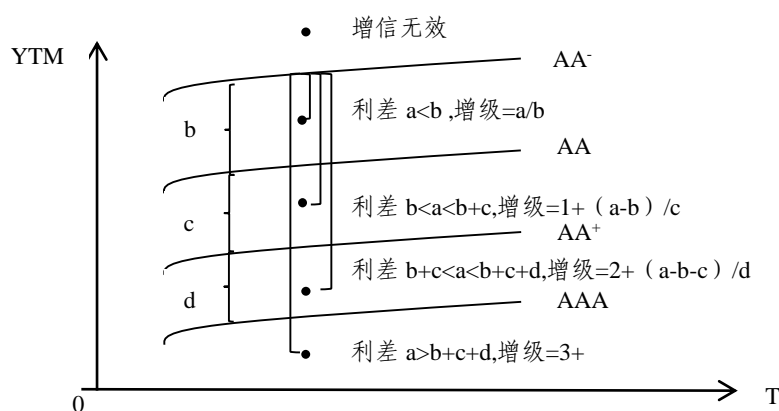 增信无效
YTM
AA-
利差 a<b ,增级=a/b
b
AA
利差 b<a<b+c,增级=1+（a-b）/c
c
AA+
利差 b+c<a<b+c+d,增级=2+（a-b-c）/d
d
AAA
利差 a>b+c+d,增级=3+
0
T